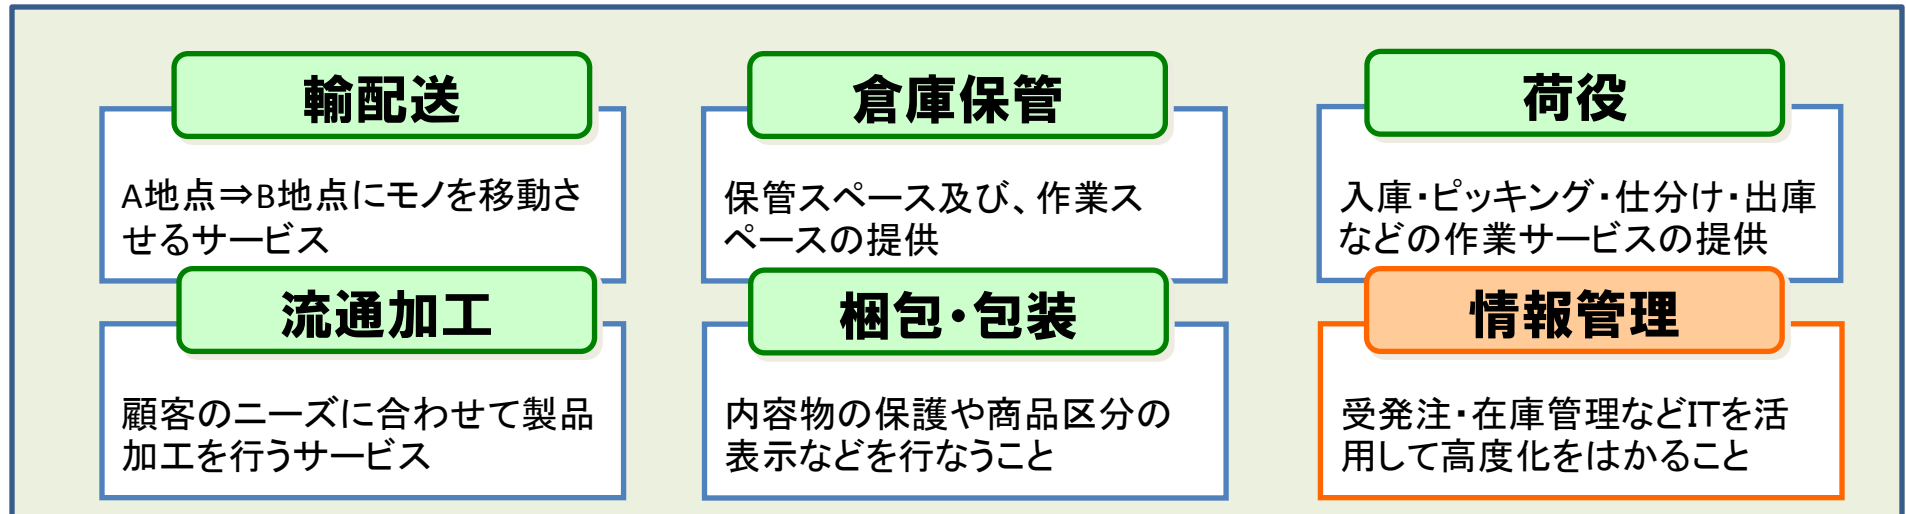 輸配送
A地点⇒B地点にモノを移動さ
せるサービス
倉庫保管
保管スペース及び、作業ス
ペースの提供
荷役
入庫・ピッキング・仕分け・出庫
などの作業サービスの提供
流通加工
顧客のニーズに合わせて製品
加工を行うサービス
梱包・包装
内容物の保護や商品区分の
表示などを行なうこと
情報管理
受発注・在庫管理などITを活
用して高度化をはかること